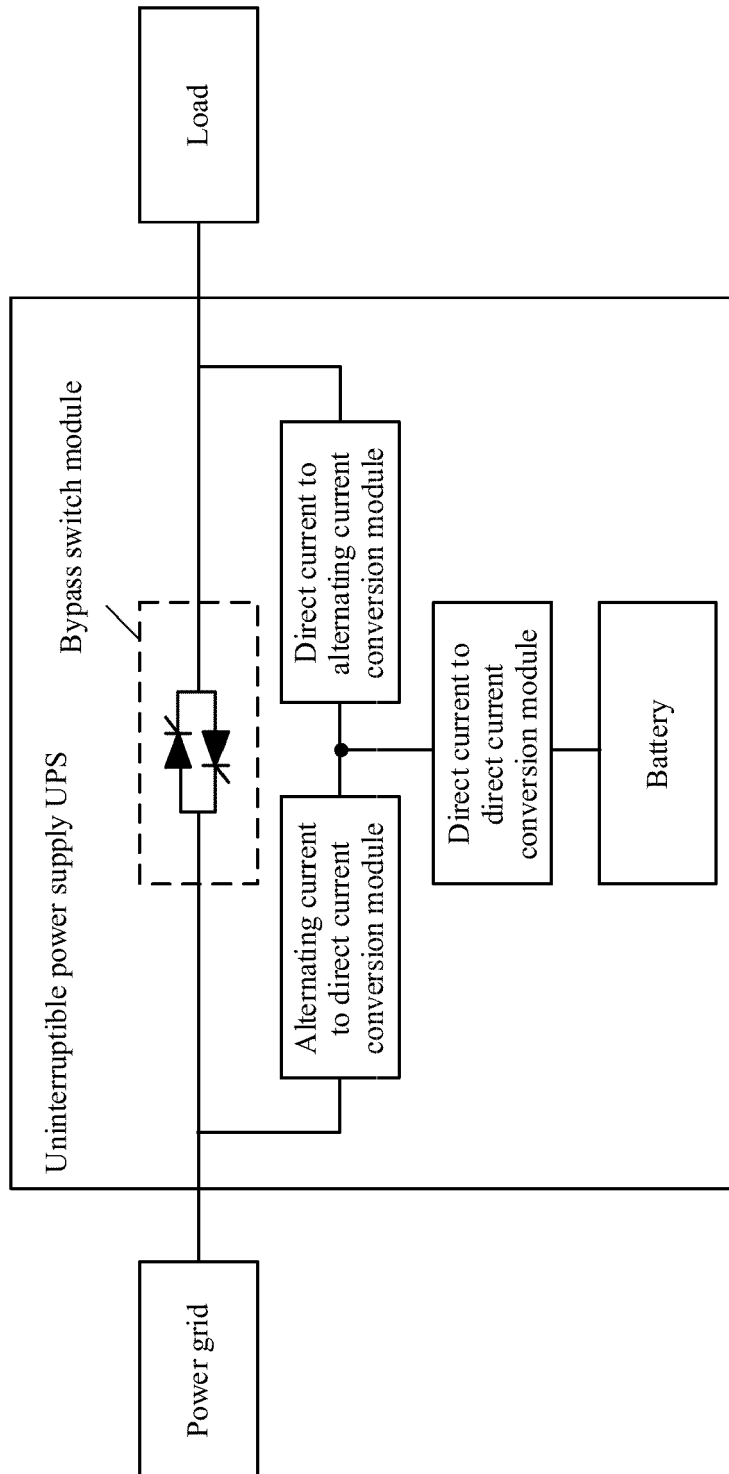 Uninterruptible power supply UPS
Bypass switch module
Power grid
Load
Alternating current
to direct current
conversion module
Direct current to
alternating current
conversion module
Direct current to
direct current
conversion module
Battery